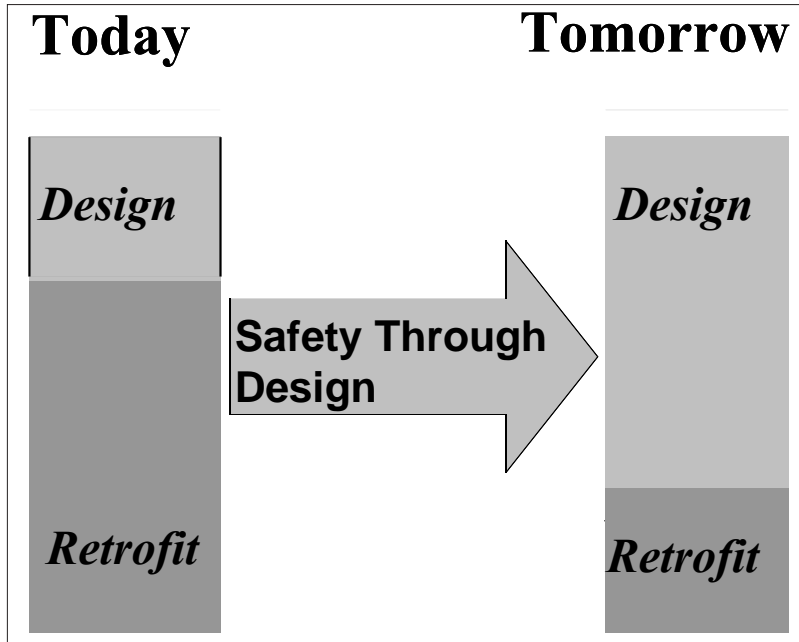 Today
Tomorrow
Design
Design
Safety Through
Design
Retrofit
Retrofit